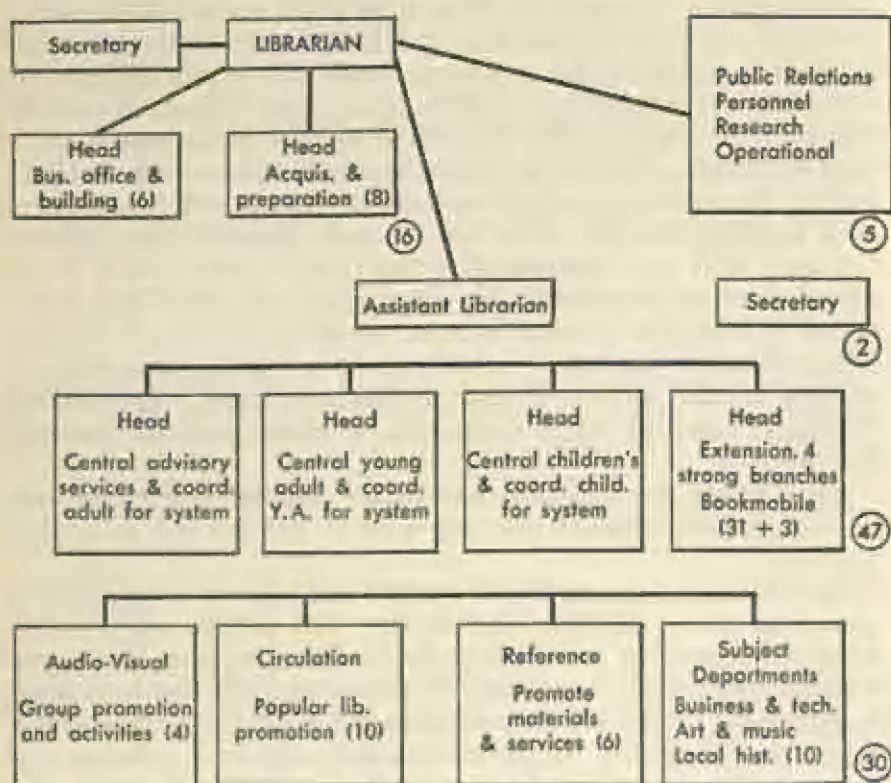 Secretary
LIBRARIAN
Public Relations
Personnel
Research
Operational
Head
Bus. office &
building (6)
Head
Acquis. &
preparation (8)
16
5
Assistant Librarian
Secretary
2
Head
Central advisory
services & coord.
adult for system
Head
Central young
adult & coord.
Y.A. for system
Head
Central children's
& coord. child.
for system
Head
Extension. 4
strong branches
Bookmobile
(31 + 3)
47
Audio-Visual
Group promotion
and activities (4)
Circulation
Popular lib.
promotion (10)
Reference
Promote
materials
& services (6)
Subject
Departments
Business & tech.
Art & music
Local hist. (10)
30